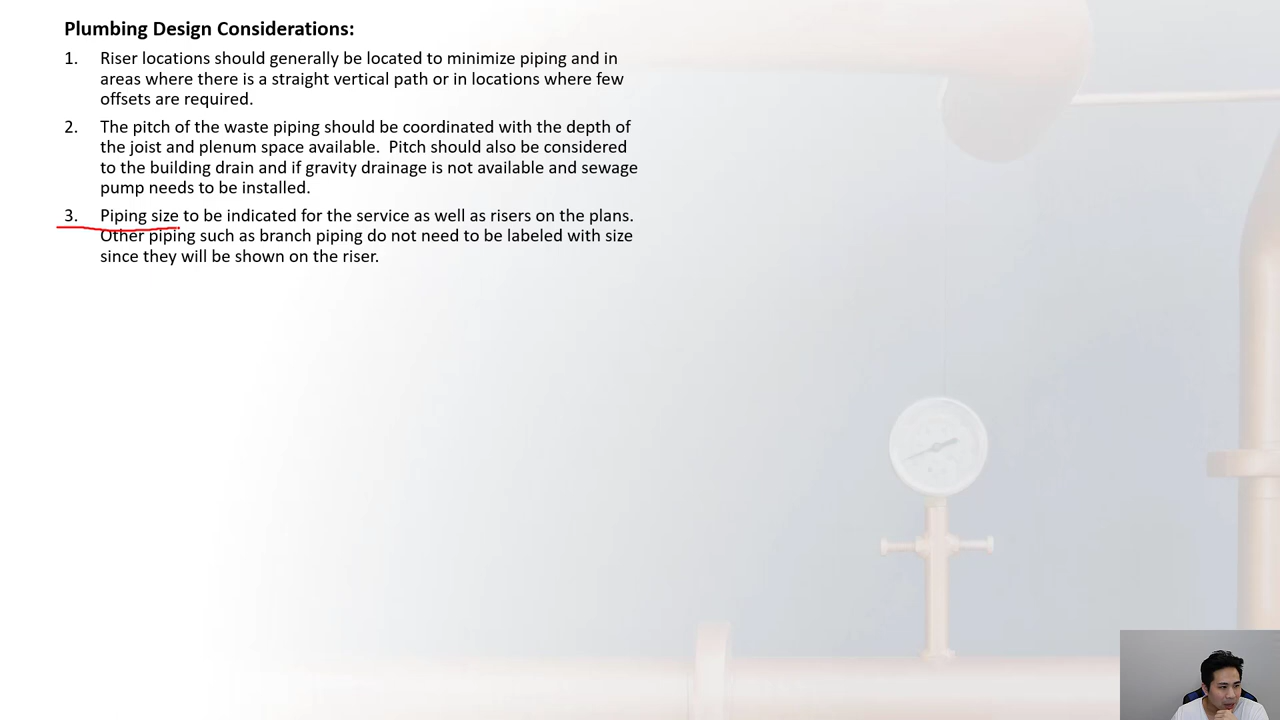 Plumbing Design Considerations:
1. Riser locations should generally be located to minimize piping and in
areas where there is a straight vertical path or in locations where few
offsets are required.
2. The pitch of the waste piping should be coordinated with the depth of
the joist and plenum space available.  Pitch should also be considered
to the building drain and if gravity drainage is not available and sewage
pump needs to be installed.
3. Piping size to be indicated for the service as well as risers on the plans.
Other piping such as branch piping do not need to be labeled with size
since they will be shown on the riser.